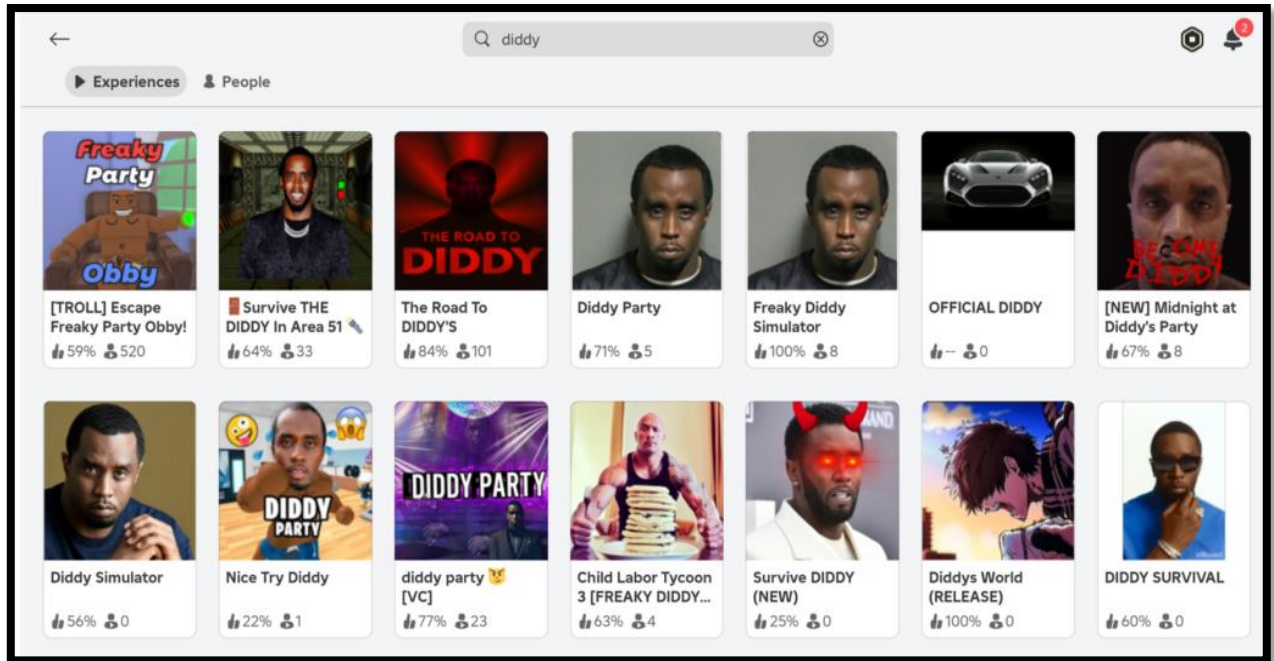 diddy
2
Experiences People
Freaky
Party
Obby
[TROLL] Escape
Freaky Party Obby!
59% 520
Survive THE
DIDDY In Area 51
64% 33
THE ROAD TO
DIDDY
The Road To
DIDDY'S
84% 101
Diddy Party
71% 5
Freaky Diddy
Simulator
100% 8
OFFICIAL DIDDY
-- 0
BECOME
DIDDY
[NEW] Midnight at
Diddy's Party
67% 8
Diddy Simulator
56% 0
DIDDY
PARTY
Nice Try Diddy
22% 1
DIDDY PARTY
diddy party
[VC]
77% 23
Child Labor Tycoon
3 [FREAKY DIDDY...
63% 4
Survive DIDDY
(NEW)
25% 0
Diddys World
(RELEASE)
100% 0
billboard
DIDDY SURVIVAL
60% 0